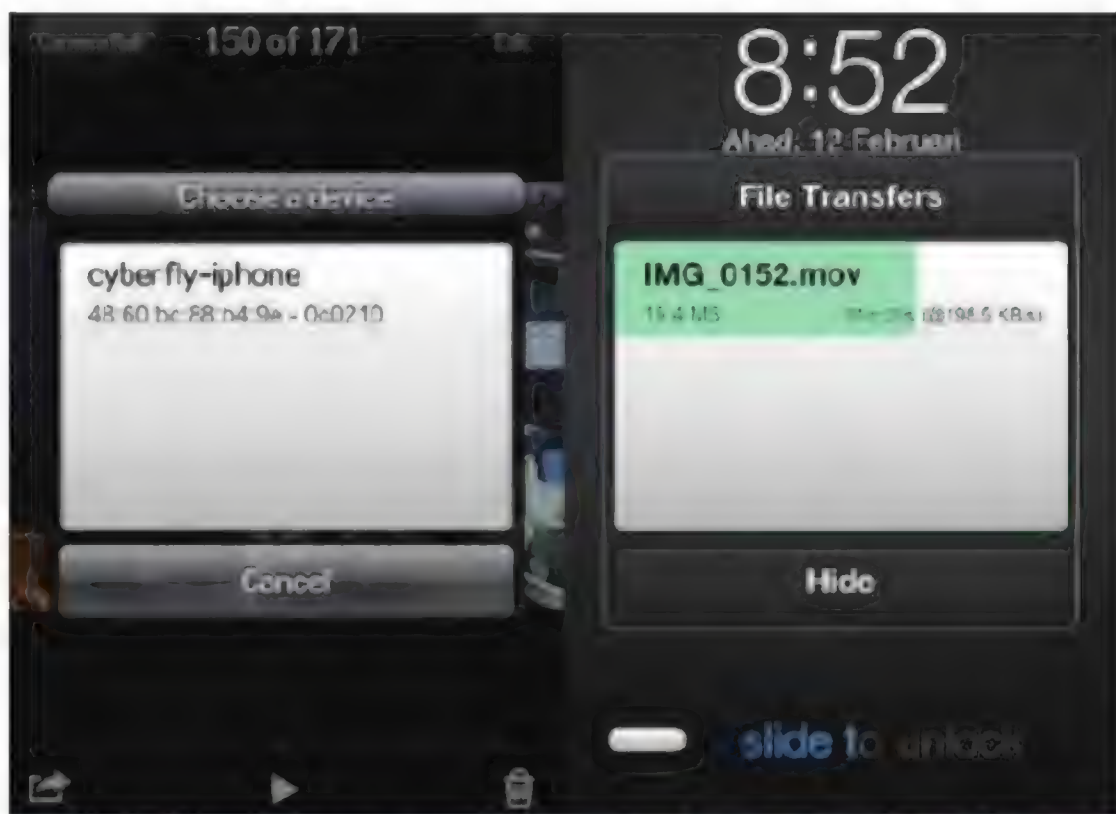 150 of 171
Choose a device
cyberfly-iphone
Cancel
8:52
Ahad, 12 Februari
File Transfers
IMG_0152.mov
Hide
slide to unlock